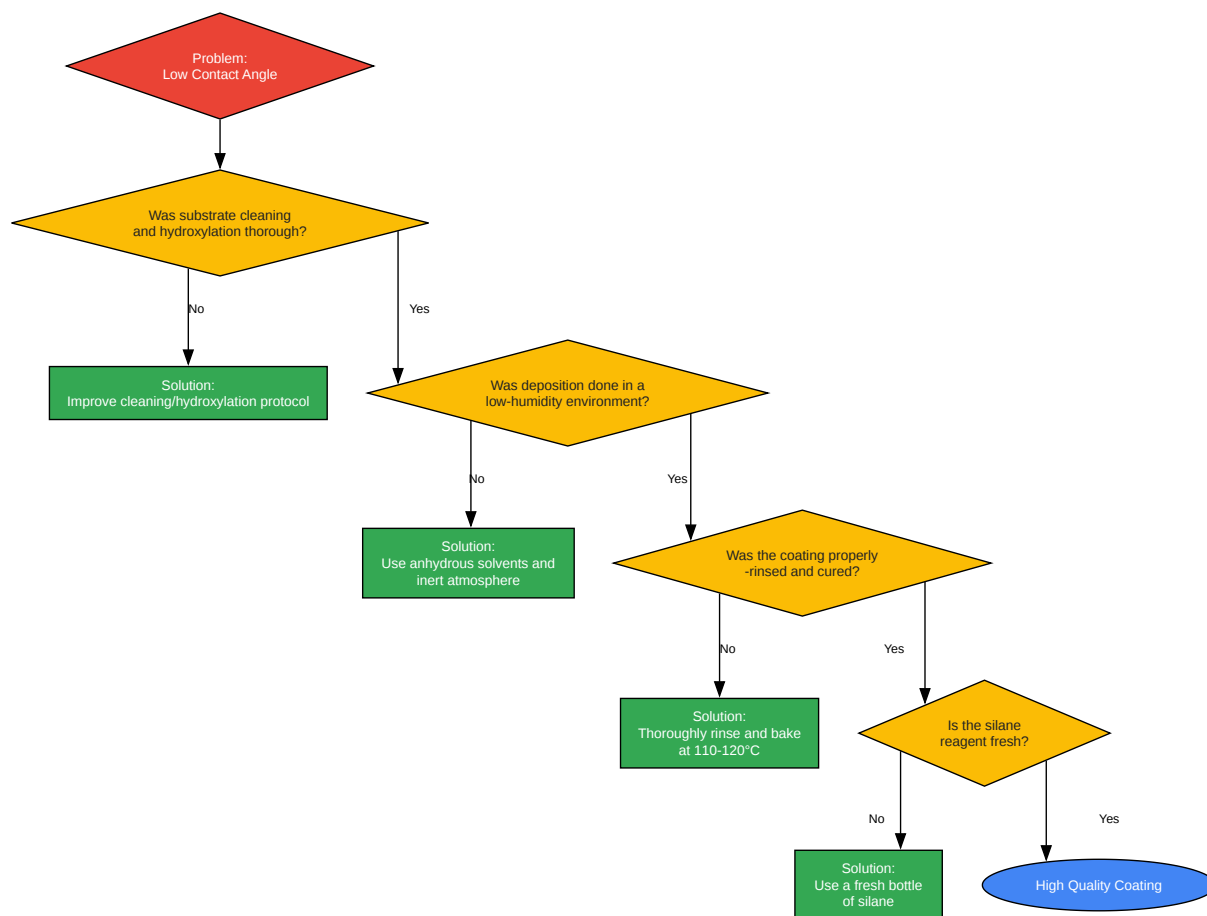 Problem:
Low Contact Angle
Was substrate cleaning
and hydroxylation thorough?
No
Yes
Solution:
Improve cleaning/hydroxylation protocol
Was deposition done in a
low-humidity environment?
No
Yes
Solution:
Use anhydrous solvents and
inert atmosphere
Was the coating properly
-rinsed and cured?
No
Yes
Solution:
Thoroughly rinse and bake
at 110-120°C
Is the silane
reagent fresh?
No
Yes
Solution:
Use a fresh bottle
of silane
High Quality Coating